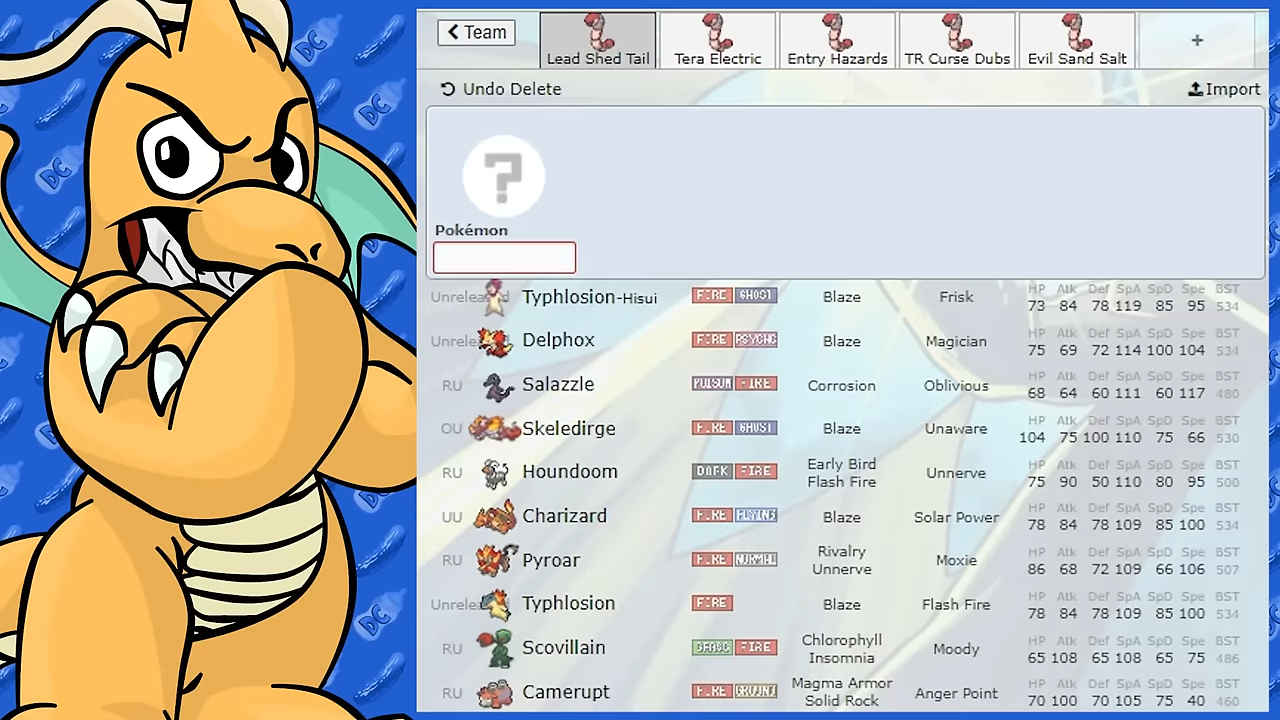 Team
Lead Shed Tail
Tera Electric
Entry Hazards
TR Curse Dubs
Evil Sand Salt
+
Undo Delete
Import
?
Pokémon
Typhlosion-Hisui FIRE GHOST Blaze Frisk HP 73 Atk 84 Def 78 SpA 119 SpD 85 Spe 95 BST 534
Delphox FIRE PSYCHC Blaze Magician HP 75 Atk 69 Def 72 SpA 114 SpD 100 Spe 104 BST 534
RU Salazzle POISON FIRE Corrosion Oblivious HP 68 Atk 64 Def 60 SpA 111 SpD 60 Spe 117 BST 480
OU Skeledirge FIRE GHOST Blaze Unaware HP 104 Atk 75 Def 100 SpA 110 SpD 75 Spe 66 BST 530
RU Houndoom DARK FIRE Early Bird Flash Fire Unnerve HP 75 Atk 90 Def 50 SpA 110 SpD 80 Spe 95 BST 500
UU Charizard FIRE FLYING Blaze Solar Power HP 78 Atk 84 Def 78 SpA 109 SpD 85 Spe 100 BST 534
RU Pyroar FIRE NORMAL Rivalry Unnerve Moxie HP 86 Atk 68 Def 72 SpA 109 SpD 66 Spe 106 BST 507
Typhlosion FIRE Blaze Flash Fire HP 78 Atk 84 Def 78 SpA 109 SpD 85 Spe 100 BST 534
RU Scovillain GRASS FIRE Chlorophyll Insomnia Moody HP 65 Atk 108 Def 65 SpA 108 SpD 65 Spe 75 BST 486
RU Camerupt FIRE GROUND Magma Armor Solid Rock Anger Point HP 70 Atk 100 Def 70 SpA 105 SpD 75 Spe 40 BST 460
DC
DC
DC
DC
DC